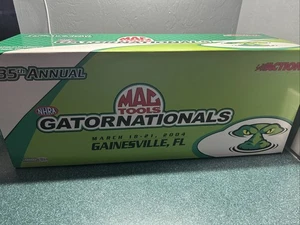 35th ANNUAL
ACTION
MAC
TOOLS
NHRA
GATORNATIONALS
MARCH 18-21, 2004
GAINESVILLE, FL